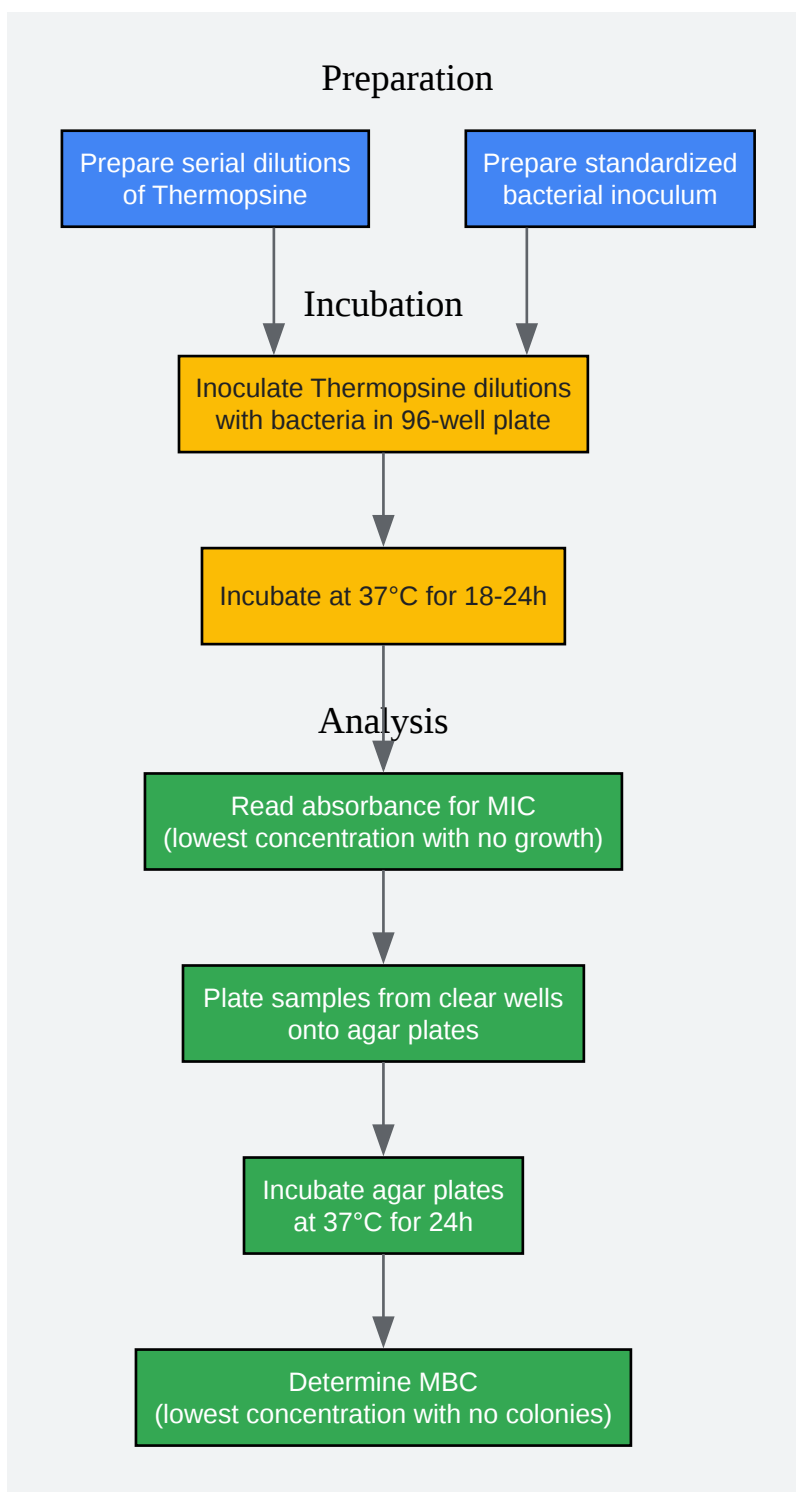 Preparation
Prepare serial dilutions
of Thermopsine
Prepare standardized
bacterial inoculum
Incubation
Inoculate Thermopsine dilutions
with bacteria in 96-well plate
Incubate at 37°C for 18-24h
Analysis
Read absorbance for MIC
(lowest concentration with no growth)
Plate samples from clear wells
onto agar plates
Incubate agar plates
at 37°C for 24h
Determine MBC
(lowest concentration with no colonies)